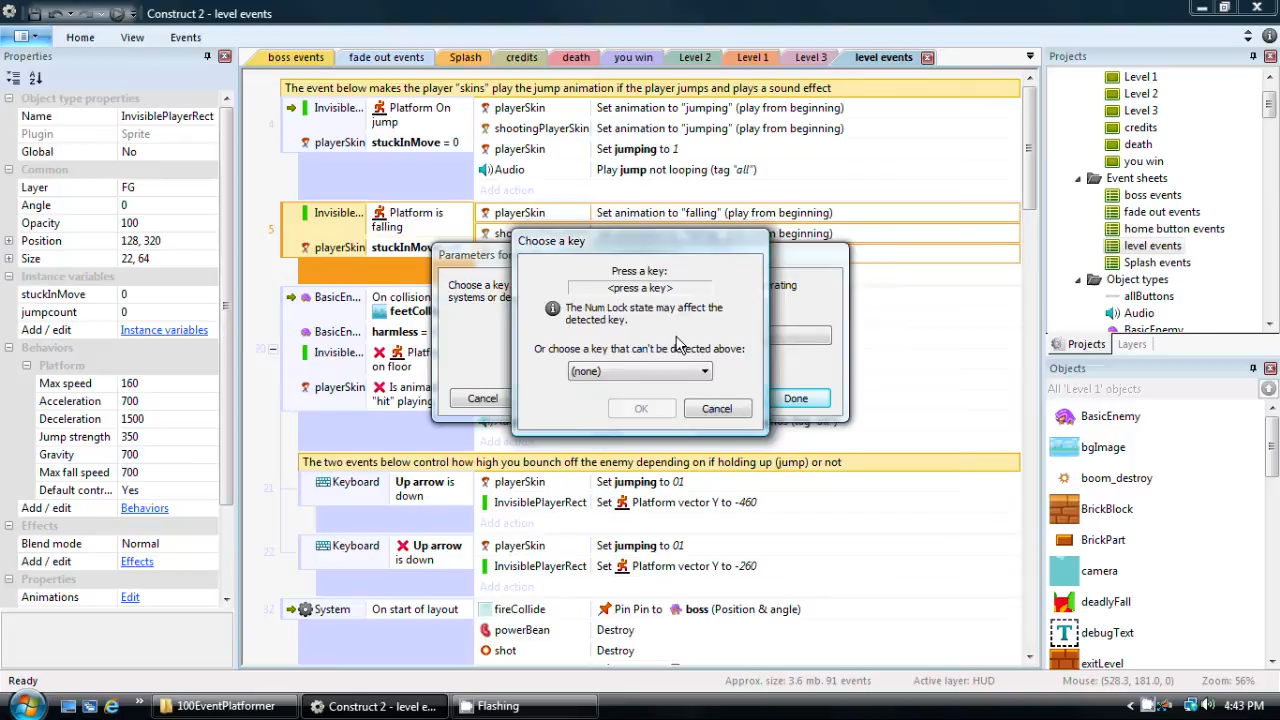 Construct 2 - level events
Home
View
Events
Properties
Object type properties
Name InvisiblePlayerRect
Plugin Sprite
Global No
Common
Layer FG
Angle 0
Opacity 100
Position 128, 320
Size 22, 64
Instance variables
stuckInMove 0
jumpcount 0
Add / edit Instance variables
Behaviors
Platform
Max speed 160
Acceleration 700
Deceleration 1500
Jump strength 350
Gravity 700
Max fall speed 700
Default contr... Yes
Add / edit Behaviors
Effects
Blend mode Normal
Add / edit Effects
Properties
Animations Edit
boss events
fade out events
Splash
credits
death
you win
Level 2
Level 1
Level 3
level events
The event below makes the player "skins" play the jump animation if the player jumps and plays a sound effect
4
Invisible... Platform On jump
playerSkin stuckInMove = 0
playerSkin Set animation to "jumping" (play from beginning)
shootingPlayerSkin Set animation to "jumping" (play from beginning)
playerSkin Set jumping to 1
Audio Play jump not looping (tag "all")
Add action
5
Invisible... Platform is falling
playerSkin stuckInMov
playerSkin Set animation to "falling" (play from beginning)
sho
beginning)
20
BasicEne... On collision
feetColl
BasicEne... harmless =
Invisible... Platf
on floor
playerSkin Is anima
"hit" playing
Parameters fo
Choose a key,
systems or de
rating
Cancel
Done
Choose a key
Press a key:
<press a key>
The Num Lock state may affect the
detected key.
Or choose a key that can't be detected above:
(none)
OK
Cancel
The two events below control how high you bounch off the enemy depending on if holding up (jump) or not
21
Keyboard Up arrow is down
playerSkin Set jumping to 01
InvisiblePlayerRect Set Platform vector Y to -460
Add action
22
Keyboard Up arrow is down
playerSkin Set jumping to 01
InvisiblePlayerRect Set Platform vector Y to -260
Add action
32
System On start of layout
fireCollide Pin Pin to boss (Position & angle)
powerBean Destroy
shot Destroy
Projects
Level 1
Level 2
Level 3
credits
death
you win
Event sheets
boss events
fade out events
home button events
level events
Splash events
Object types
allButtons
Audio
BasicEnemy
Projects
Layers
Objects
All 'Level 1' objects
BasicEnemy
bgImage
boom_destroy
BrickBlock
BrickPart
camera
deadlyFall
debugText
exitLevel
Ready
Approx. size: 3.6 mb. 91 events
Active layer: HUD
Mouse: (528.3, 181.0, 0)
Zoom: 56%
100EventPlatformer
Construct 2 - level e...
Flashing
4:43 PM